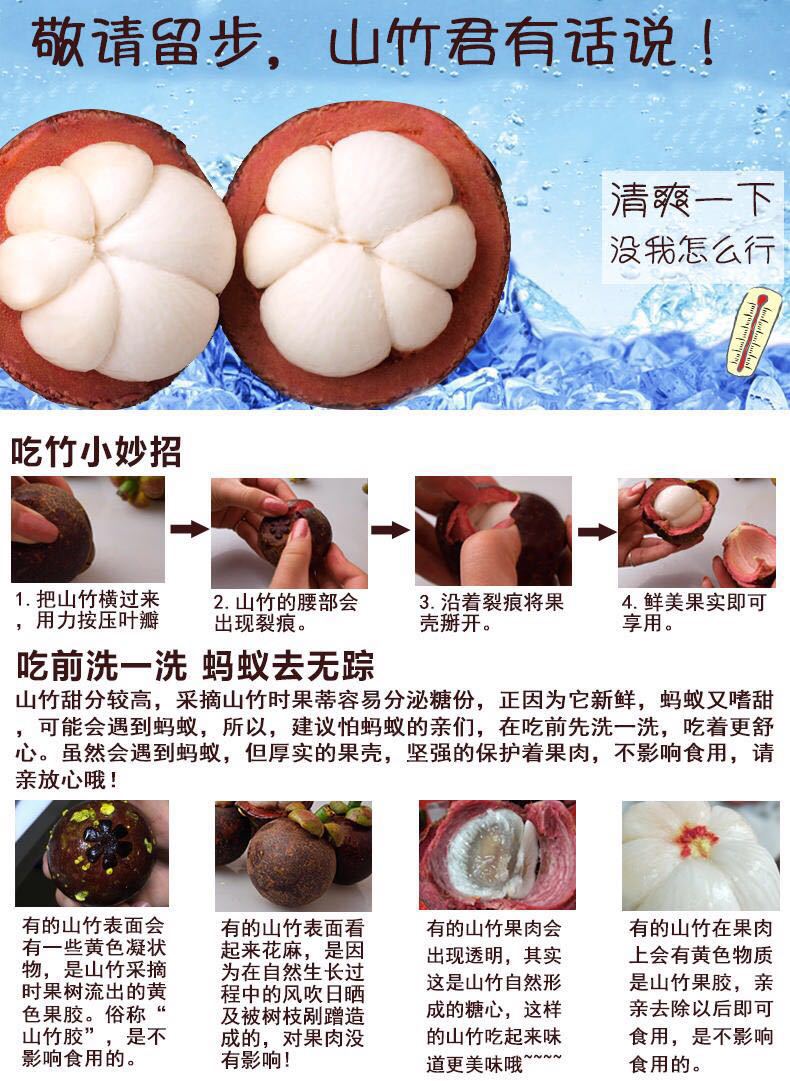 敬请留步，山竹君有话说！
清爽一下
没我怎么行
吃竹小妙招
1.把山竹横过来
，用力按压叶瓣
2.山竹的腰部会
出现裂痕。
3.沿着裂痕将果
壳掰开。
4.鲜美果实即可
享用。
吃前洗一洗 蚂蚁去无踪
山竹甜分较高，采摘山竹时果蒂容易分泌糖份，正因为它新鲜，蚂蚁又嗜甜
，可能会遇到蚂蚁，所以，建议怕蚂蚁的亲们，在吃前先洗一洗，吃着更舒
心。虽然会遇到蚂蚁，但厚实的果壳，坚强的保护着果肉，不影响食用，请
亲放心哦！
有的山竹表面会
有一些黄色凝状
物，是山竹采摘
时果树流出的黄
色果胶。俗称“
山竹胶”，是不
影响食用的。
有的山竹表面看
起来花麻，是因
为在自然生长过
程中的风吹日晒
及被树枝剐蹭造
成的，对果肉没
有影响！
有的山竹果肉会
出现透明，其实
这是山竹自然形
成的糖心，这样
的山竹吃起来味
道更美味哦~~~~
有的山竹在果肉
上会有黄色物质
是山竹果胶，亲
亲去除以后即可
食用，是不影响
食用的。